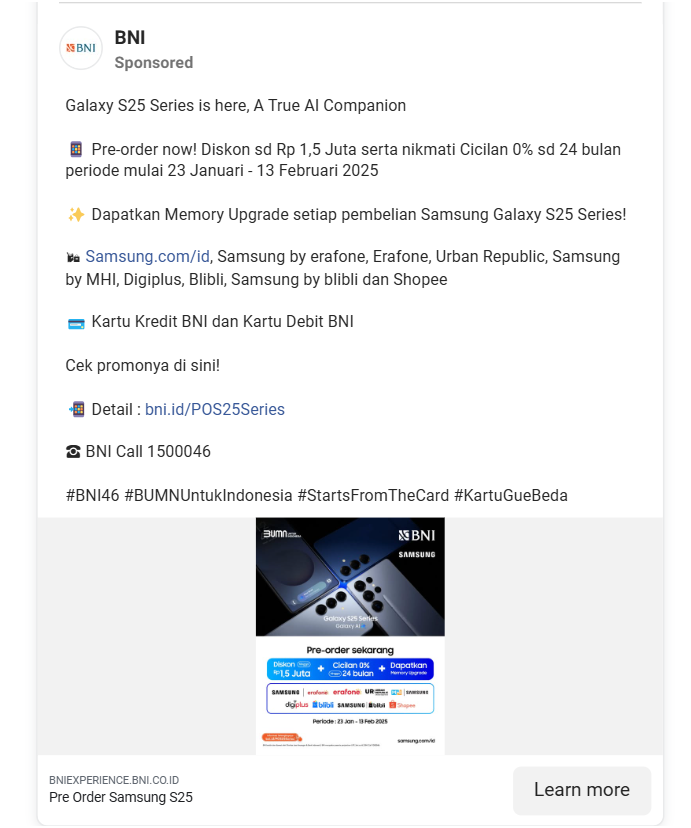 BNI
BNI
Sponsored
Galaxy S25 Series is here, A True AI Companion
Pre-order now! Diskon sd Rp 1,5 Juta serta nikmati Cicilan 0% sd 24 bulan
periode mulai 23 Januari - 13 Februari 2025
Dapatkan Memory Upgrade setiap pembelian Samsung Galaxy S25 Series!
Samsung.com/id, Samsung by erafone, Erafone, Urban Republic, Samsung
by MHI, Digiplus, Blibli, Samsung by blibli dan Shopee
Kartu Kredit BNI dan Kartu Debit BNI
Cek promonya di sini!
Detail : bni.id/POS25Series
BNI Call 1500046
#BNI46 #BUMNUntukIndonesia #StartsFromTheCard #KartuGueBeda
BUMN
BNI
SAMSUNG
Galaxy S25 Series
Galaxy AI
Pre-order sekarang
Diskon Cicilan 0% Dapatkan
Rp1,5 Juta + 24 bulan + Memory Upgrade
SAMSUNG erafone erafone UR SAMSUNG
digiplus blibli SAMSUNG blibli Shopee
Periode : 23 Jan - 13 Feb 2025
samsung.com/id
BNIEXPERIENCE.BNI.CO.ID
Pre Order Samsung S25
Learn more